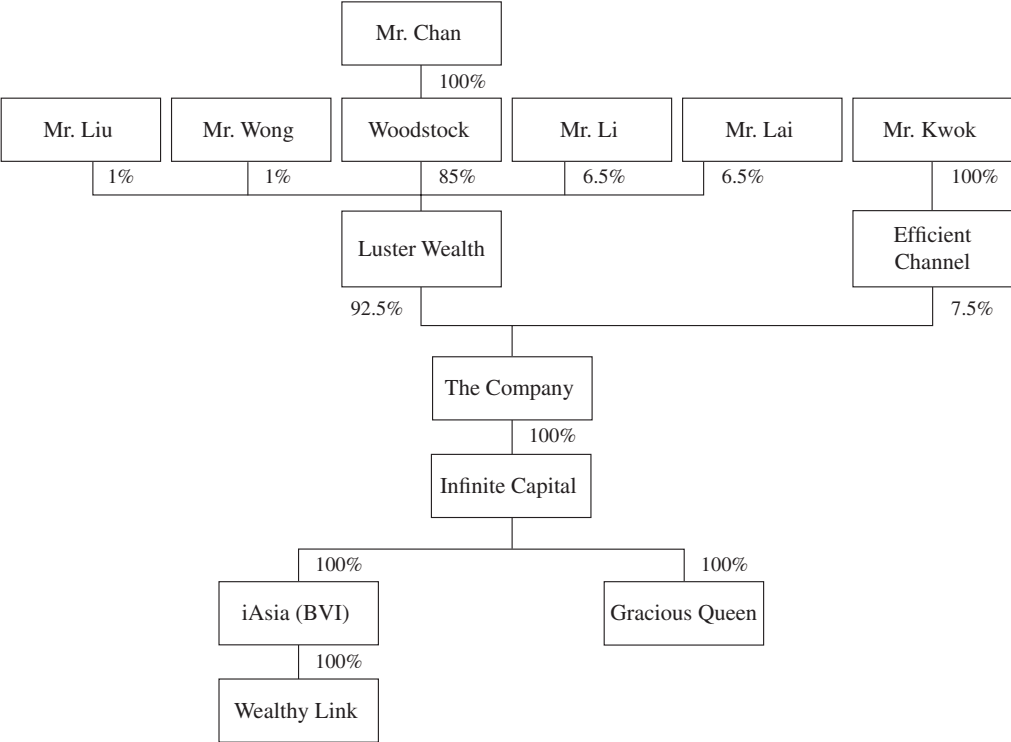 Mr. Chan
100%
Mr. Liu
Mr. Wong
Woodstock
Mr. Li
Mr. Lai
Mr. Kwok
1%
1%
85%
6.5%
6.5%
100%
Luster Wealth
Efficient
Channel
92.5%
7.5%
The Company
100%
Infinite Capital
100%
100%
iAsia (BVI)
Gracious Queen
100%
Wealthy Link